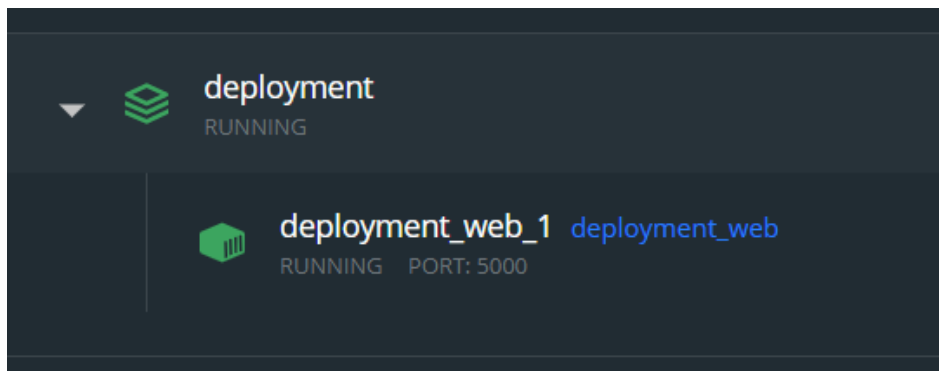 deployment
RUNNING
deployment_web_1 deployment_web
RUNNING PORT: 5000